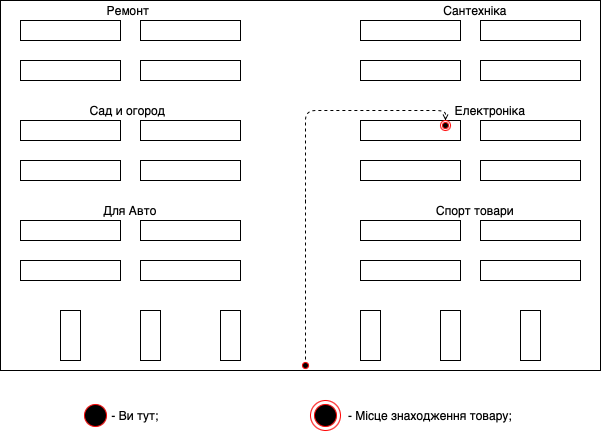 Ремонт
Сантехніка
Сад и огород
Електроніка
Для Авто
Спорт товари
- Ви тут;
- Місце знаходження товару;